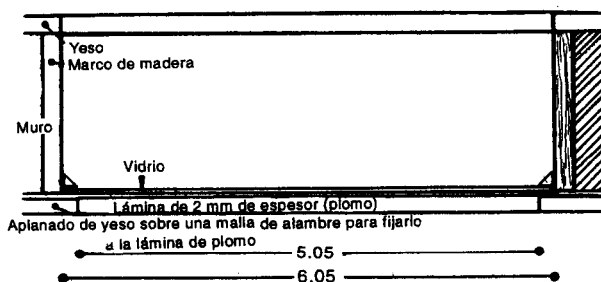 Yeso
Marco de madera
Muro
Vidrio
Lámina de 2 mm de espesor (plomo)
Aplanado de yeso sobre una malla de alambre para fijarlo
a la lámina de plomo
5.05
6.05